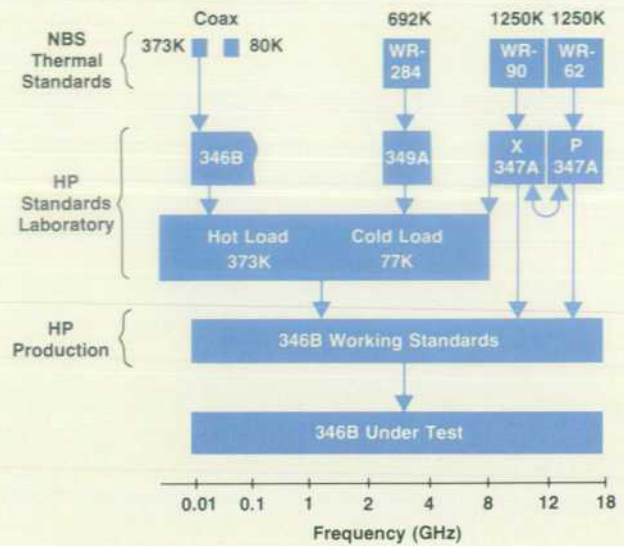 Coax 692K 1250K 1250K
NBS Thermal Standards
373K 80K
WR-284
WR-90
WR-62
HP Standards Laboratory
346B
349A
X 347A
P 347A
Hot Load 373K
Cold Load 77K
HP Production
346B Working Standards
346B Under Test
0.01 0.1 1 2 4 8 12 18
Frequency (GHz)